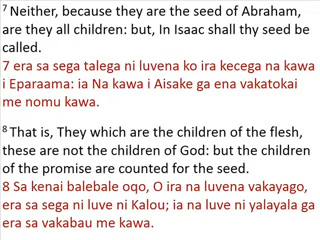 7 Neither, because they are the seed of Abraham,
are they all children: but, In Isaac shall thy seed be
called.
7 era sa sega talega ni luvena ko ira kecega na kawa
i Eparaama: ia Na kawa i Aisake ga ena vakatokai
me nomu kawa.
8 That is, They which are the children of the flesh,
these are not the children of God: but the children
of the promise are counted for the seed.
8 Sa kenai balebale oqo, O ira na luvena vakayago,
era sa sega ni luve ni Kalou; ia na luve ni yalayala ga
era sa vakabau me kawa.